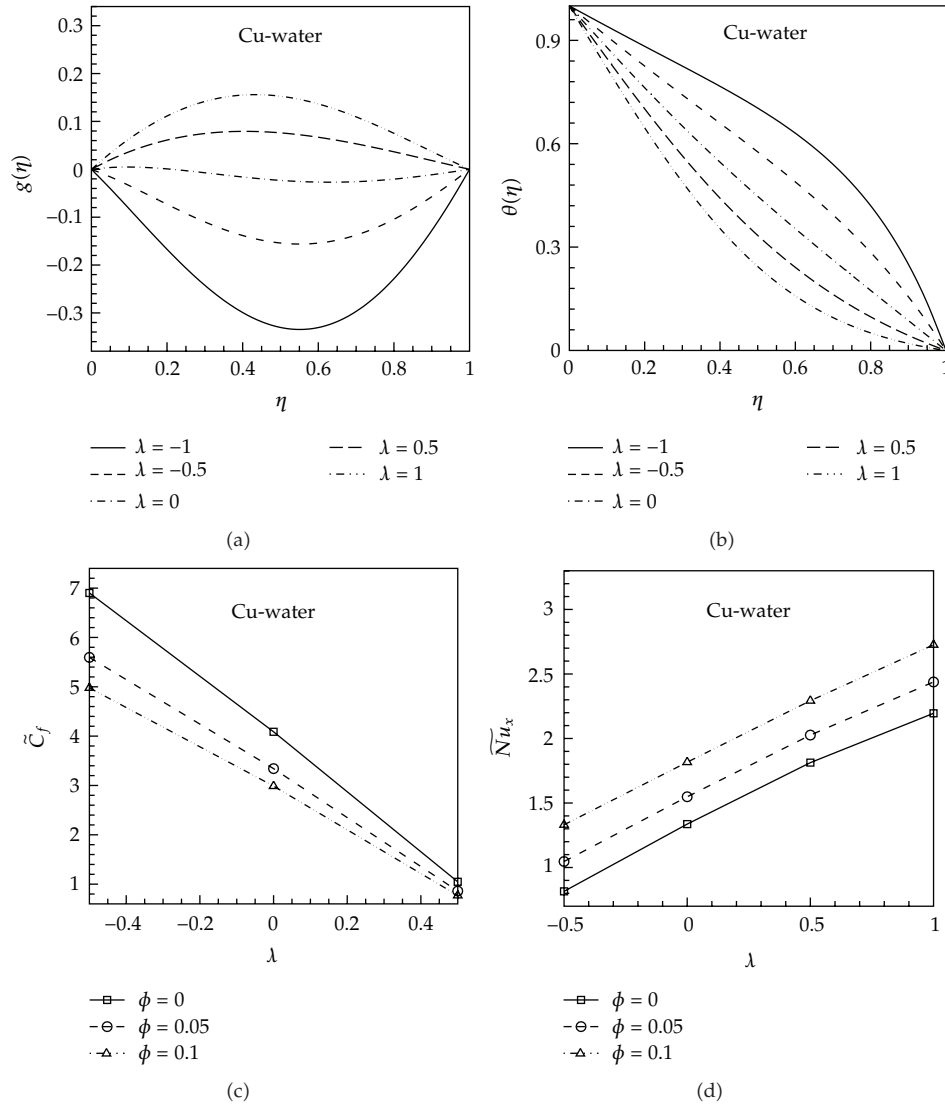 0.3
0.2
0.1
0
−0.1
−0.2
−0.3
g(η)
Cu-water
0 0.2 0.4 0.6 0.8 1
η
λ = −1
λ = −0.5
λ = 0
λ = 0.5
λ = 1
(a)
0.9
0.6
0.3
0
θ(η)
Cu-water
0 0.2 0.4 0.6 0.8 1
η
λ = −1
λ = −0.5
λ = 0
λ = 0.5
λ = 1
(b)
7
6
5
4
3
2
1
C̃f
Cu-water
−0.4 −0.2 0 0.2 0.4
λ
ϕ = 0
ϕ = 0.05
ϕ = 0.1
(c)
3
2.5
2
1.5
1
Ñux
Cu-water
−0.5 0 0.5 1
λ
ϕ = 0
ϕ = 0.05
ϕ = 0.1
(d)